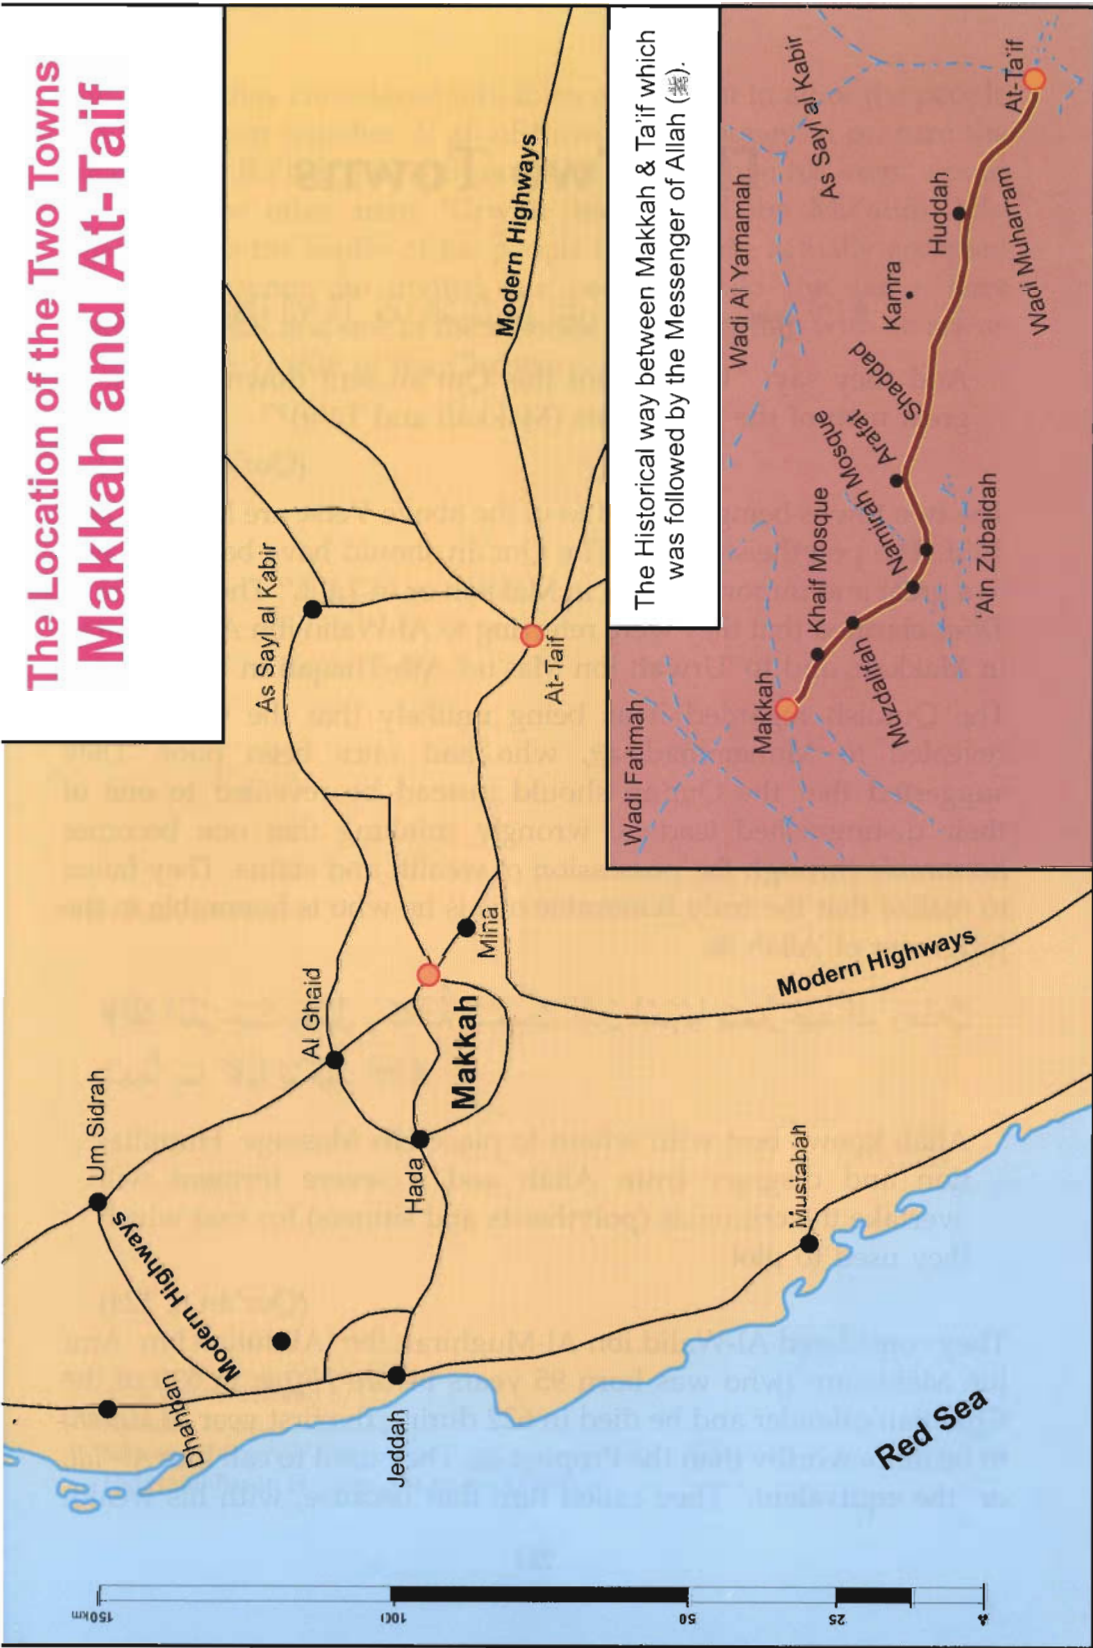 The Location of the Two Towns
Makkah and At-Taif
Modern Highways
As Sayl al Kabir
At-Taif
Mina
Makkah
Al Ghaid
Um Sidrah
Hada
Modern Highways
Modern Highways
Dhahban
Jeddah
Mustabah
Red Sea
150km
100
50
25
The Historical way between Makkah & Ta'if which
was followed by the Messenger of Allah (ﷺ).
Wadi Fatimah
Makkah
Khaif Mosque
Muzdalifah
Namirah Mosque
Arafat
Shaddad
'Ain Zubaidah
Kamra
Huddah
Wadi Al Yamamah
As Sayl al Kabir
Wadi Muharram
At-Ta'if